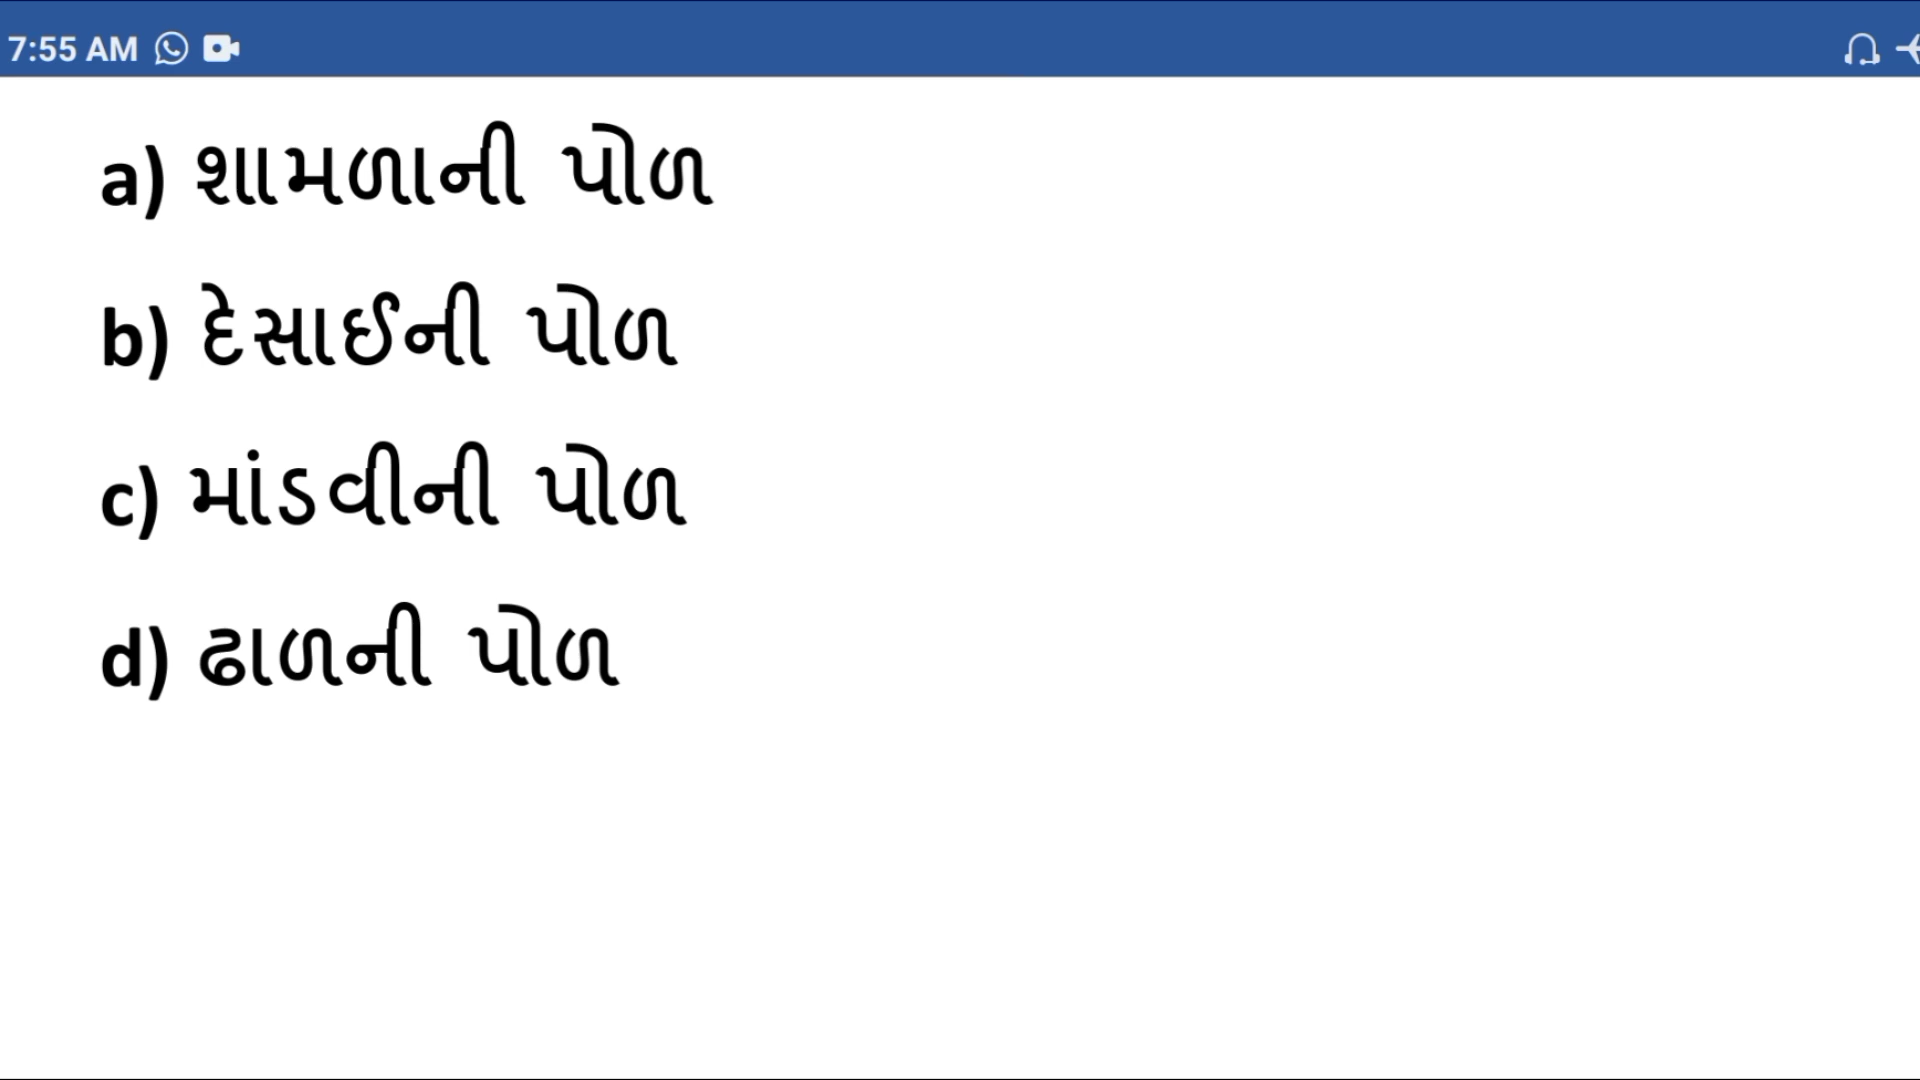 7:55 AM
a) શામળાની પોળ
b) દેસાઈની પોળ
c) માંડવીની પોળ
d) ઢાળની પોળ